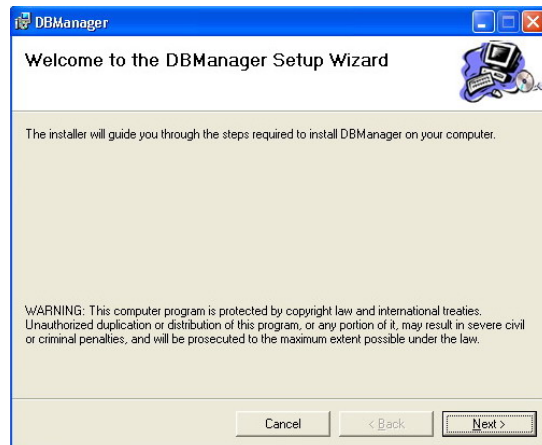 DBManager
Welcome to the DBManager Setup Wizard
The installer will guide you through the steps required to install DBManager on your computer.
WARNING: This computer program is protected by copyright law and international treaties.
Unauthorized duplication or distribution of this program, or any portion of it, may result in severe civil
or criminal penalties, and will be prosecuted to the maximum extent possible under the law.
Cancel
< Back
Next >